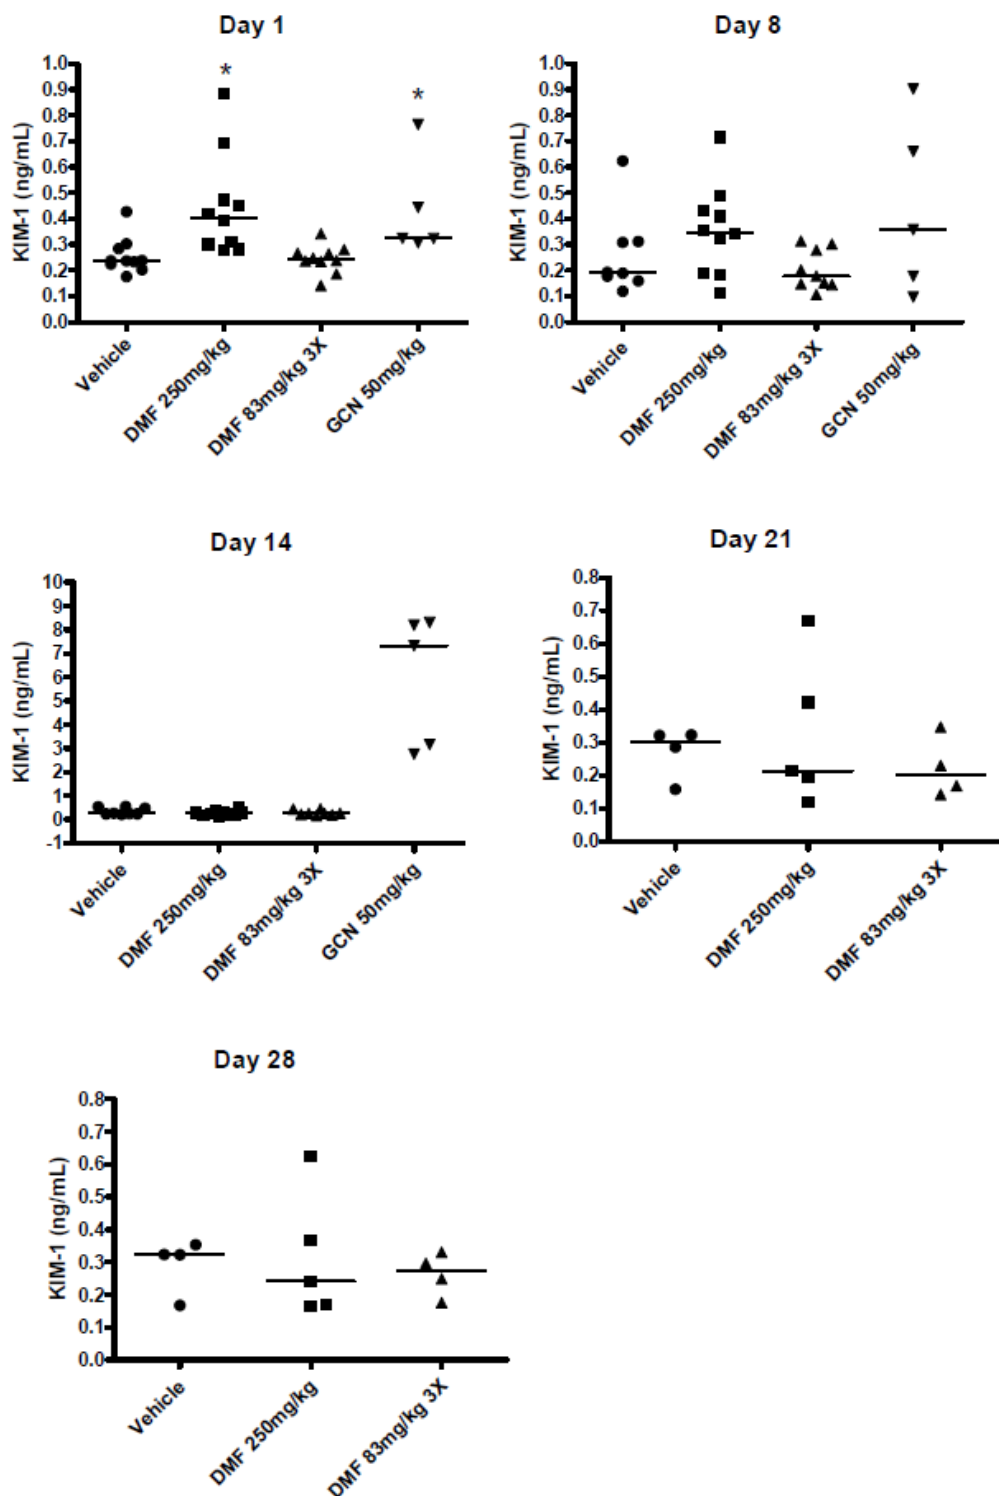 Day 1
*
*
KIM-1 (ng/mL)
1.0
0.9
0.8
0.7
0.6
0.5
0.4
0.3
0.2
0.1
0.0
Vehicle
DMF 250mg/kg
DMF 83mg/kg 3X
GCN 50mg/kg
Day 8
KIM-1 (ng/mL)
1.0
0.9
0.8
0.7
0.6
0.5
0.4
0.3
0.2
0.1
0.0
Vehicle
DMF 250mg/kg
DMF 83mg/kg 3X
GCN 50mg/kg
Day 14
KIM-1 (ng/mL)
10
9
8
7
6
5
4
3
2
1
0
-1
Vehicle
DMF 250mg/kg
DMF 83mg/kg 3X
GCN 50mg/kg
Day 21
KIM-1 (ng/mL)
0.8
0.7
0.6
0.5
0.4
0.3
0.2
0.1
0.0
Vehicle
DMF 250mg/kg
DMF 83mg/kg 3X
Day 28
KIM-1 (ng/mL)
0.8
0.7
0.6
0.5
0.4
0.3
0.2
0.1
0.0
Vehicle
DMF 250mg/kg
DMF 83mg/kg 3X